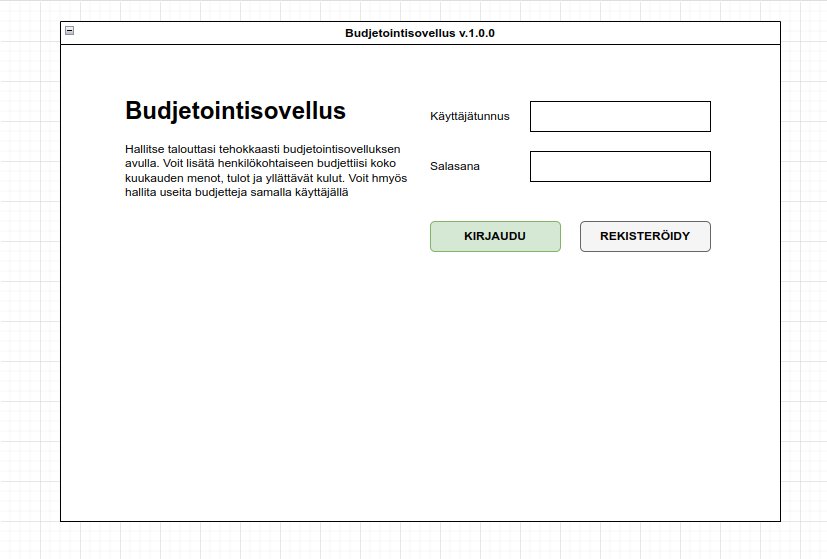 Budjetointisovellus v.1.0.0
Budjetointisovellus
Hallitse talouttasi tehokkaasti budjetointisovelluksen
avulla. Voit lisätä henkilökohtaiseen budjettiisi koko
kuukauden menot, tulot ja yllättävät kulut. Voit hmyös
hallita useita budjetteja samalla käyttäjällä
Käyttäjätunnus
Salasana
KIRJAUDU
REKISTERÖIDY